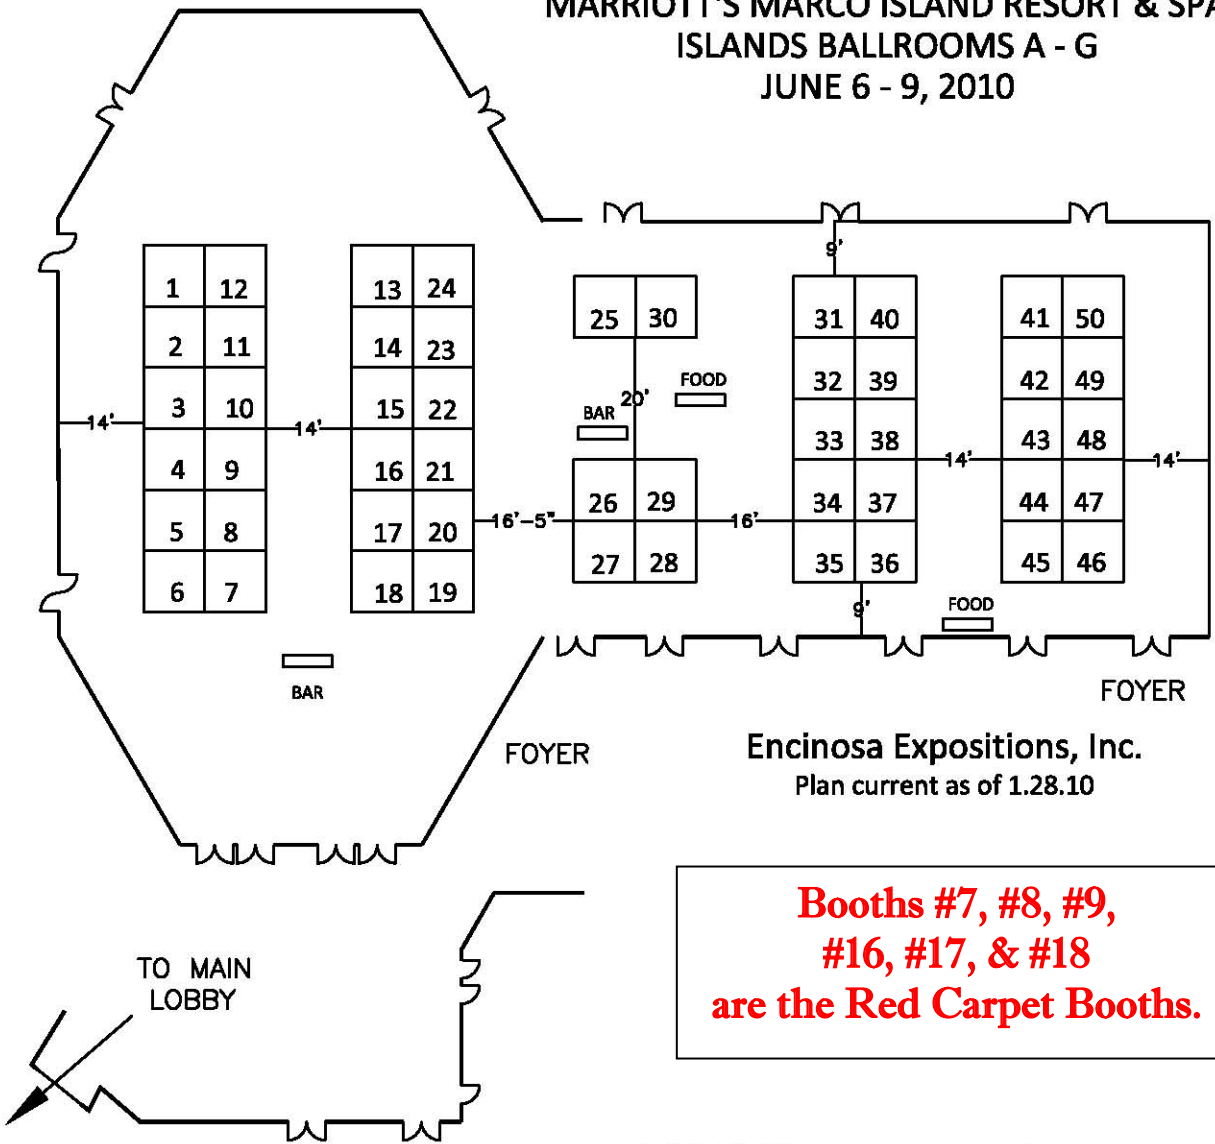 MARRIOTT'S MARCO ISLAND RESORT & SPA
ISLANDS BALLROOMS A - G
JUNE 6 - 9, 2010
9'
1 12 13 24
25 30 31 40 41 50
2 11 14 23
32 39 42 49
FOOD
20'
3 10 15 22
BAR
14' 14'
33 38 43 48
14' 14'
4 9 16 21
26 29 34 37 44 47
16'-5" 16'
5 8 17 20
27 28 35 36 45 46
6 7 18 19
9'
FOOD
BAR
FOYER
FOYER
Encinosa Expositions, Inc.
Plan current as of 1.28.10
Booths #7, #8, #9,
#16, #17, & #18
are the Red Carpet Booths.
TO MAIN
LOBBY